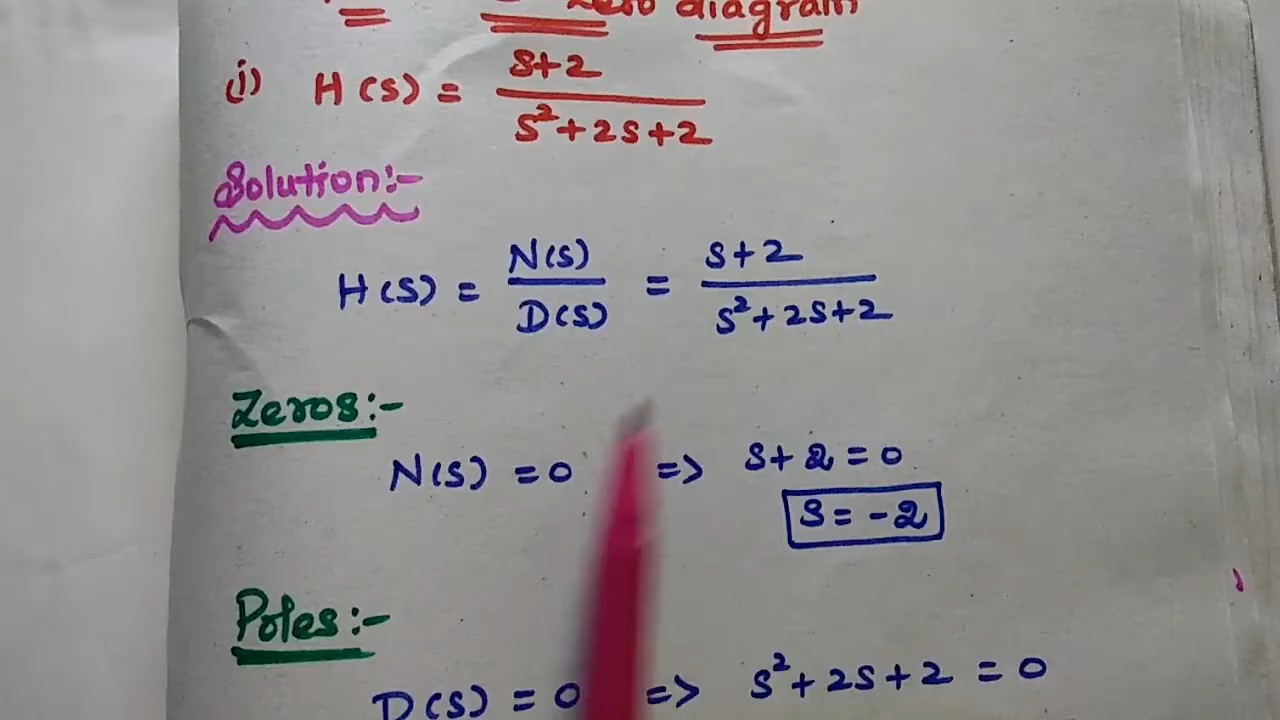 Zero diagram
(i) H(s) = s+2 / s²+2s+2
Solution:-
H(s) = N(s) / D(s) = s+2 / s²+2s+2
Zeros:-
N(s) = 0 => s+2 = 0
s = -2
Poles:-
D(s) = 0 => s²+2s+2 = 0